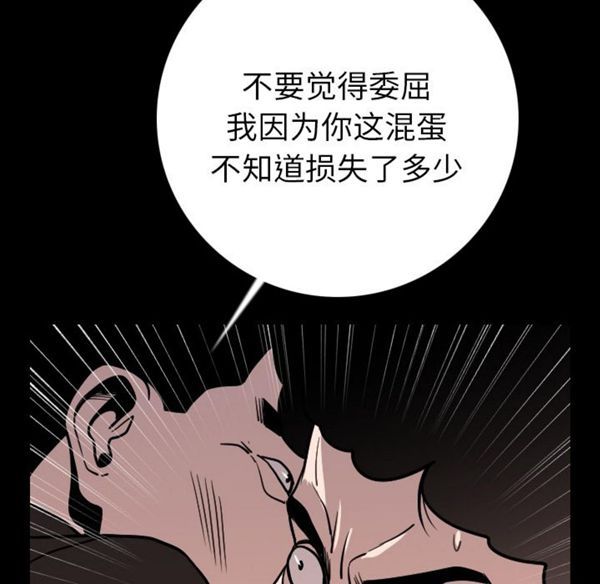 不要觉得委屈
我因为你这混蛋
不知道损失了多少